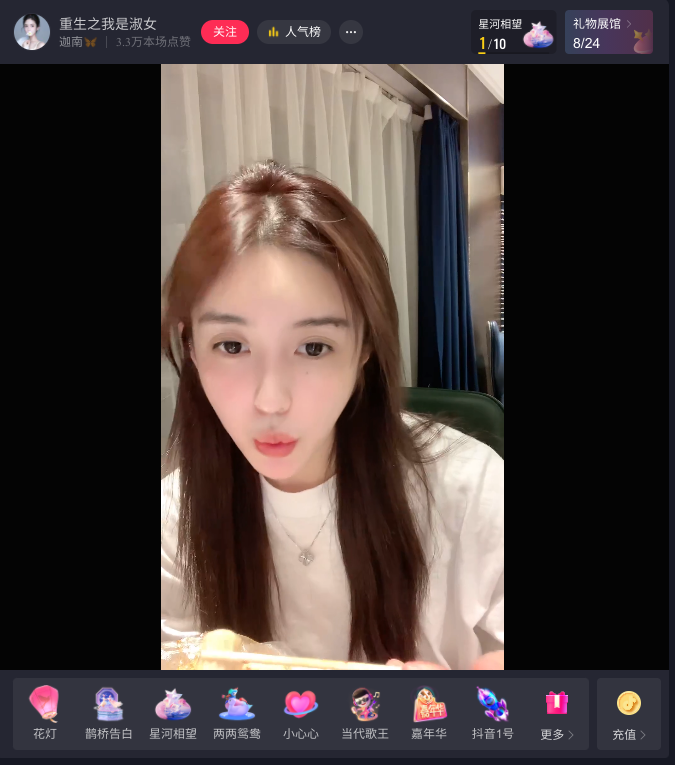 重生之我是淑女
迦南
3.3万本场点赞
关注
人气榜
星河相望
1/10
礼物展馆
8/24
花灯
鹊桥告白
星河相望
两两鸳鸯
小心心
当代歌王
嘉年华
嘉年华
抖音1号
更多
充值